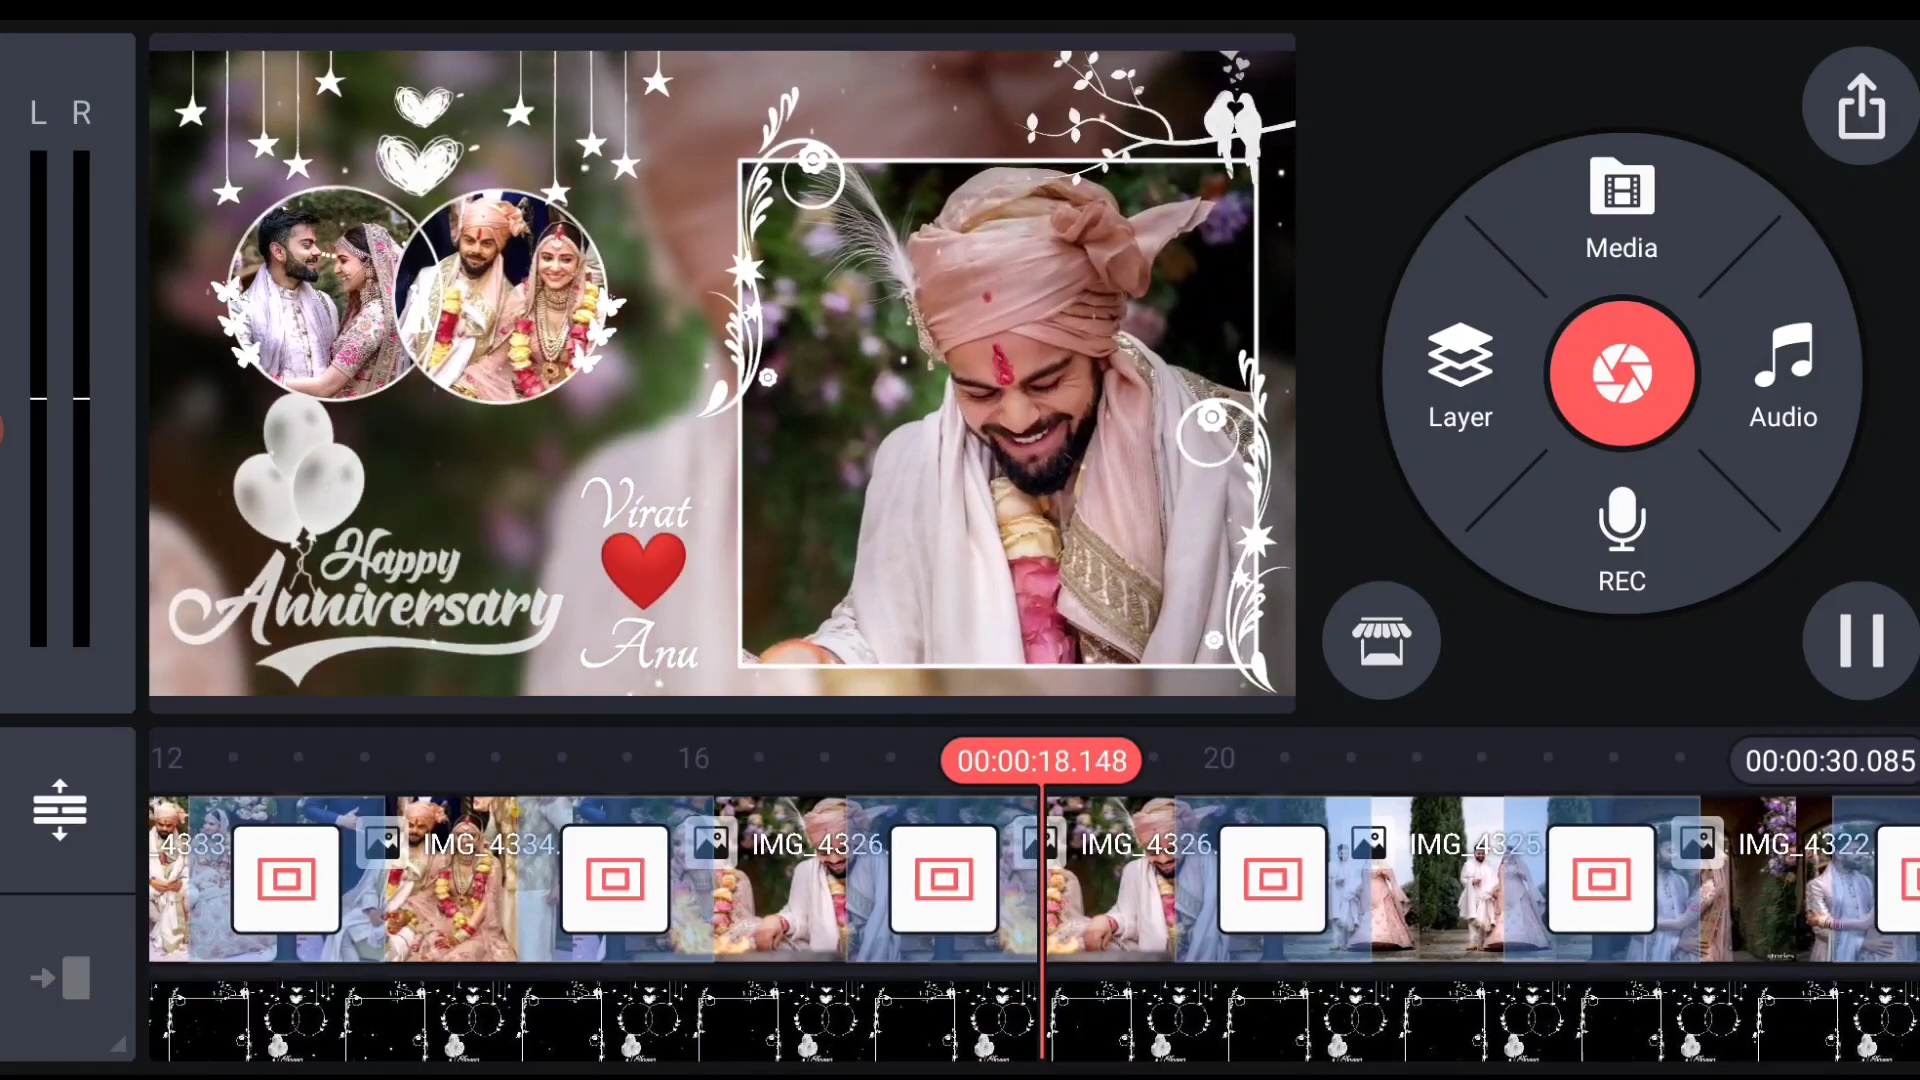 L R
Media
Layer
Audio
REC
Happy
Anniversary
Virat
Anu
12
16
00:00:18.148
20
00:00:30.085
4333.
IMG_4334.
IMG_4326.
IMG_4326.
IMG_4325
IMG_4322.